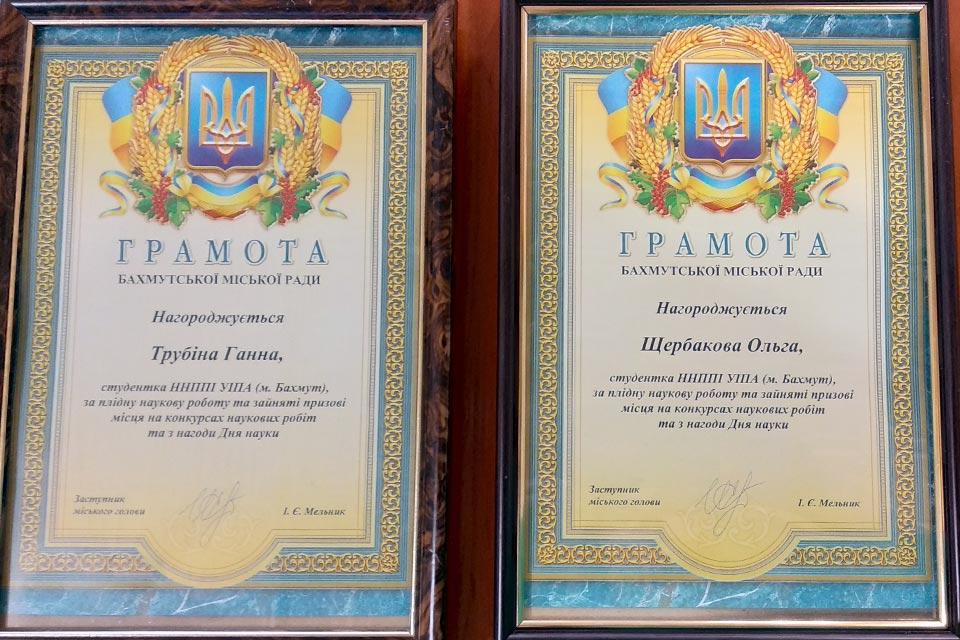 ГРАМОТА
БАХМУТСЬКОЇ МІСЬКОЇ РАДИ
Нагороджується
Трубіна Ганна,
студентка ННППІ УІПА (м. Бахмут),
за плідну наукову роботу та зайняті призові
місця на конкурсах наукових робіт
та з нагоди Дня науки
Заступник
міського голови
І. Є. Мельник
ГРАМОТА
БАХМУТСЬКОЇ МІСЬКОЇ РАДИ
Нагороджується
Щербакова Ольга,
студентка ННППІ УІПА (м. Бахмут),
за плідну наукову роботу та зайняті призові
місця на конкурсах наукових робіт
та з нагоди Дня науки
Заступник
міського голови
І. Є. Мельник